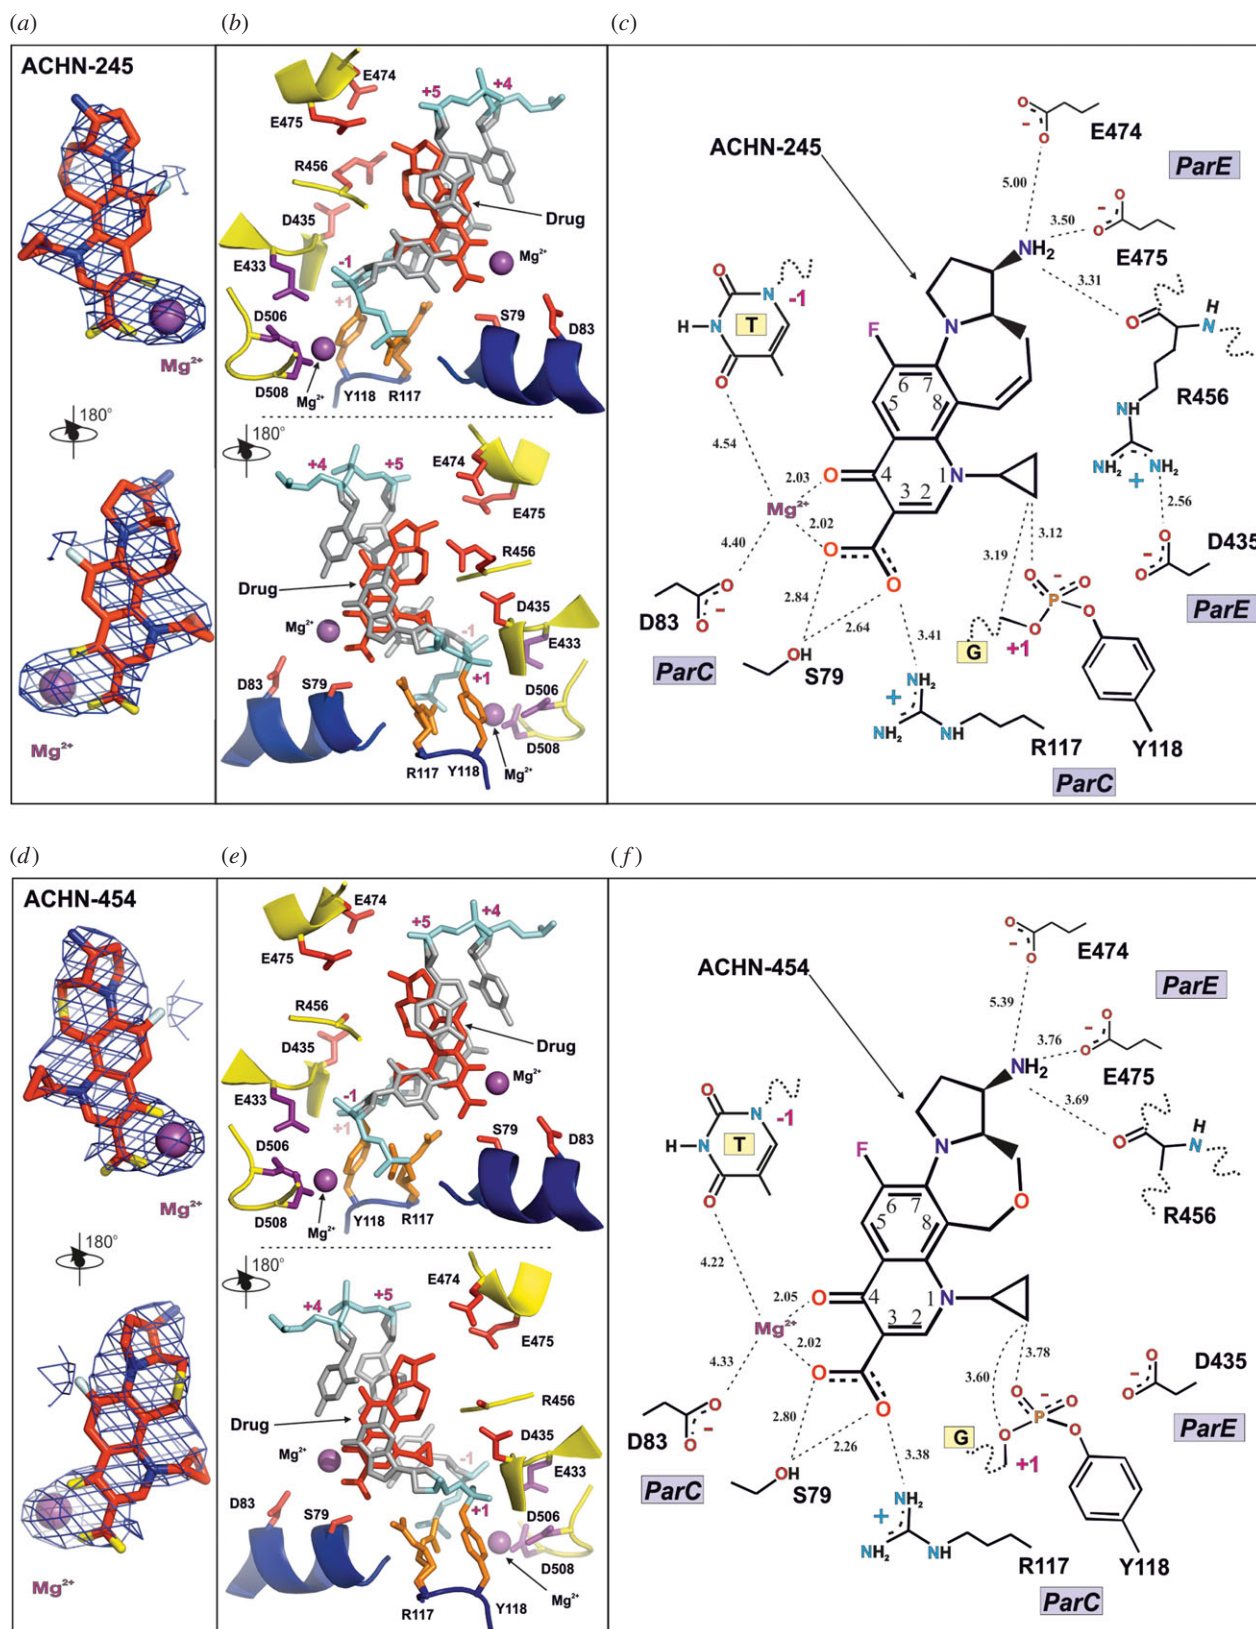 (a)
(b)
(c)
ACHN-245
Mg2+
180°
Mg2+
E474
E475
R456
D435
E433
D506
D508
Mg2+
Y118
R117
+5
+4
Drug
Mg2+
-1
+1
S79
D83
180°
+4
+5
E474
E475
R456
Drug
Mg2+
D435
E433
-1
+1
D83
S79
D506
D508
R117
Y118
Mg2+
ACHN-245
O
-
O
E474
ParE
5.00
3.50
O
-
O
E475
NH2
3.31
O
N
-1
O
H
N
T
O
F
N
6
7
5
8
4
3
2
1
N
O
H
N
R456
NH
NH2
NH2
+
2.56
4.54
2.03
Mg2+
2.02
O
O
O
4.40
2.84
2.64
3.41
3.19
3.12
O
-
O
D435
ParE
D83
O
-
O
ParC
OH
S79
G
+1
O
O
P
-
O
O
+
NH2
NH2
NH
R117
ParC
Y118
(d)
(e)
(f)
ACHN-454
Mg2+
180°
Mg2+
E474
E475
R456
D435
E433
D506
D508
Mg2+
Y118
R117
+5
+4
Drug
Mg2+
-1
+1
S79
D83
180°
+4
+5
E474
E475
Drug
R456
Mg2+
D435
E433
-1
+1
D83
S79
D506
D508
R117
Y118
Mg2+
ACHN-454
O
-
O
E474
ParE
5.39
3.76
O
-
O
E475
NH2
3.69
O
H
N
R456
O
N
-1
H
N
T
O
F
N
O
6
7
5
8
4
3
2
1
N
4.22
2.05
Mg2+
2.02
O
O
O
4.33
2.80
2.26
3.38
3.60
3.78
O
-
O
D435
ParE
D83
O
-
O
ParC
OH
S79
G
+1
O
O
P
-
O
O
+
NH2
NH2
NH
R117
ParC
Y118